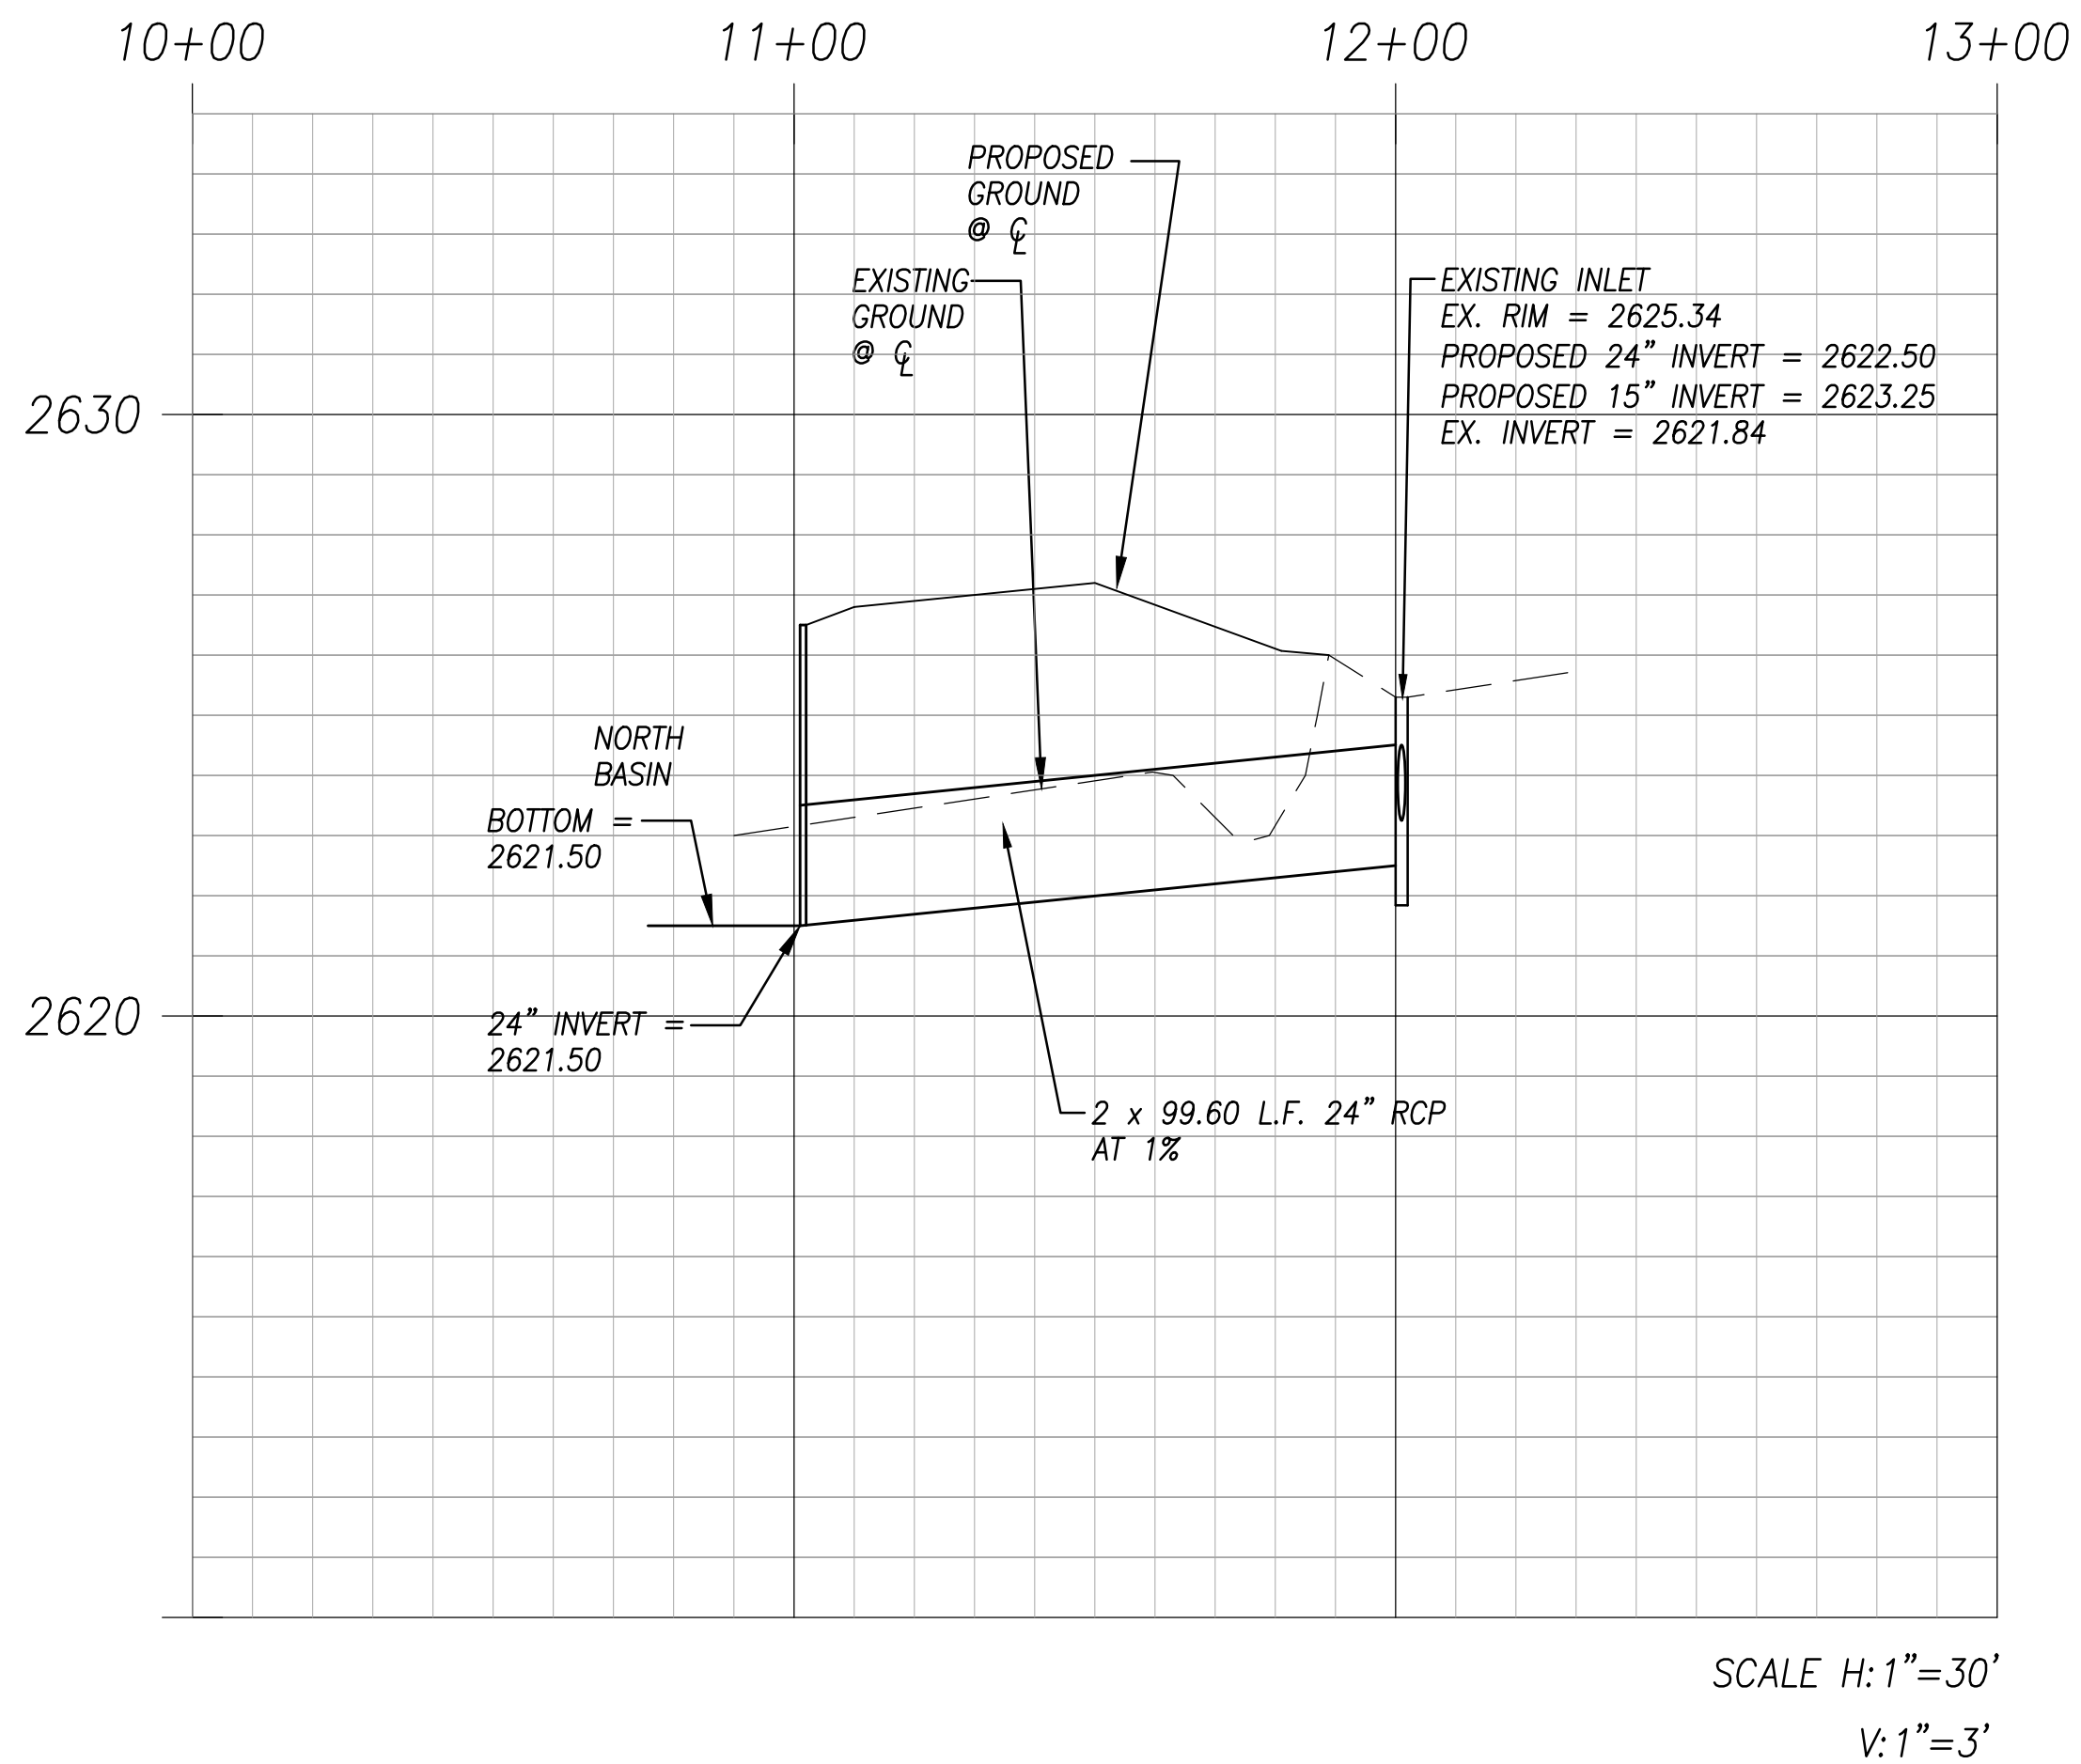 10+00
11+00
12+00
13+00
PROPOSED
GROUND
@ ℄
EXISTING
GROUND
@ ℄
EXISTING INLET
EX. RIM = 2625.34
PROPOSED 24" INVERT = 2622.50
PROPOSED 15" INVERT = 2623.25
EX. INVERT = 2621.84
2630
NORTH
BASIN
BOTTOM =
2621.50
2620
24" INVERT =
2621.50
2 x 99.60 L.F. 24" RCP
AT 1%
SCALE H: 1"=30'
V: 1"=3'